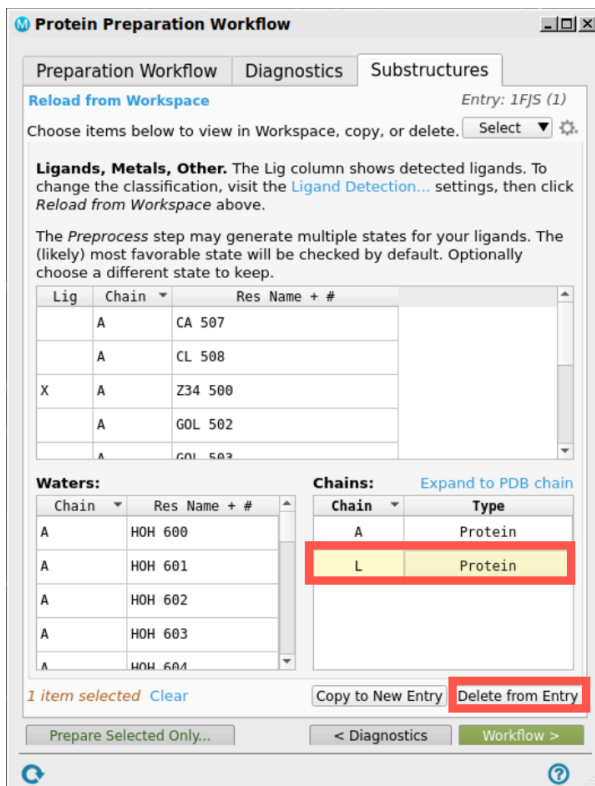 Protein Preparation Workflow
Preparation Workflow Diagnostics Substructures
Reload from Workspace Entry: 1FJS (1)
Choose items below to view in Workspace, copy, or delete. Select
Ligands, Metals, Other. The Lig column shows detected ligands. To
change the classification, visit the Ligand Detection... settings, then click
Reload from Workspace above.
The Preprocess step may generate multiple states for your ligands. The
(likely) most favorable state will be checked by default. Optionally
choose a different state to keep.
Lig Chain Res Name + #
A CA 507
A CL 508
X A Z34 500
A GOL 502
A GOL 503
Waters: Chains: Expand to PDB chain
Chain Res Name + # Chain Type
A HOH 600 A Protein
A HOH 601 L Protein
A HOH 602
A HOH 603
A HOH 604
1 item selected Clear Copy to New Entry Delete from Entry
Prepare Selected Only... < Diagnostics Workflow >